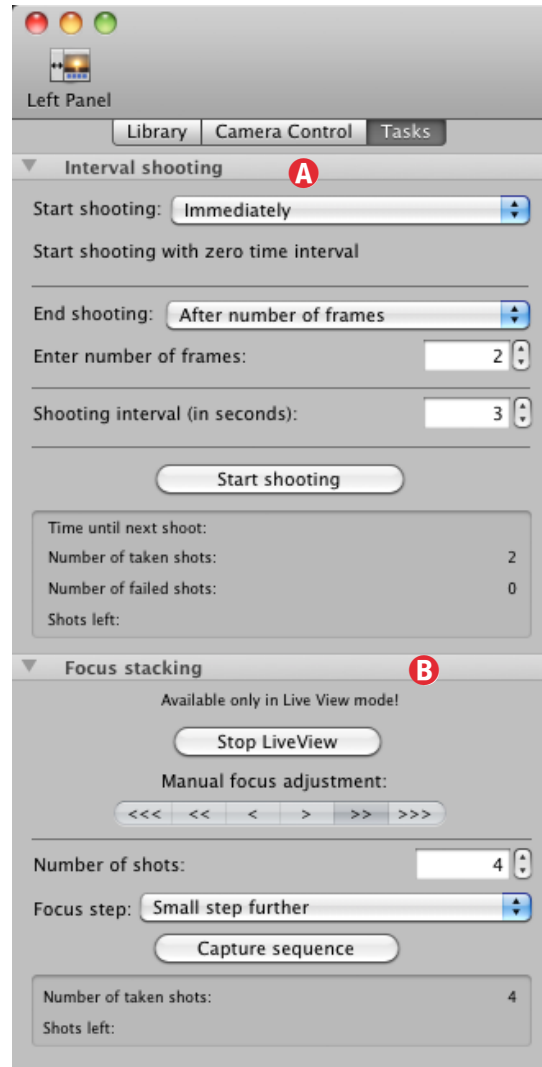 Left Panel
Library Camera Control Tasks
Interval shooting A
Start shooting: Immediately
Start shooting with zero time interval
End shooting: After number of frames
Enter number of frames: 2
Shooting interval (in seconds): 3
Start shooting
Time until next shoot:
Number of taken shots: 2
Number of failed shots: 0
Shots left:
Focus stacking B
Available only in Live View mode!
Stop LiveView
Manual focus adjustment:
<<< << < > >> >>>
Number of shots: 4
Focus step: Small step further
Capture sequence
Number of taken shots: 4
Shots left: